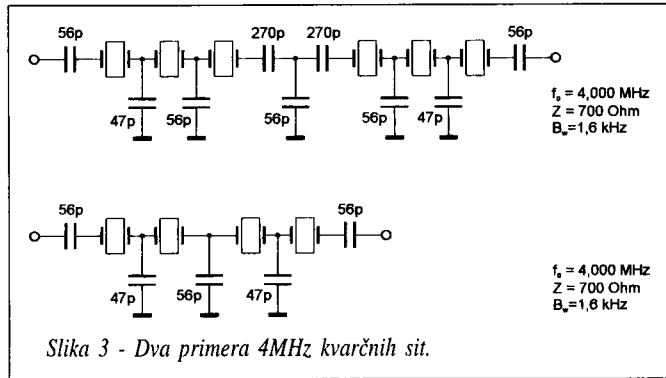 56p 270p 270p 56p
47p 56p 56p 56p 47p
f₀ = 4,000 MHz
Z = 700 Ohm
Bw=1,6 kHz
56p 56p
47p 56p 47p
f₀ = 4,000 MHz
Z = 700 Ohm
Bw=1,6 kHz
Slika 3 - Dva primera 4MHz kvarčnih sit.